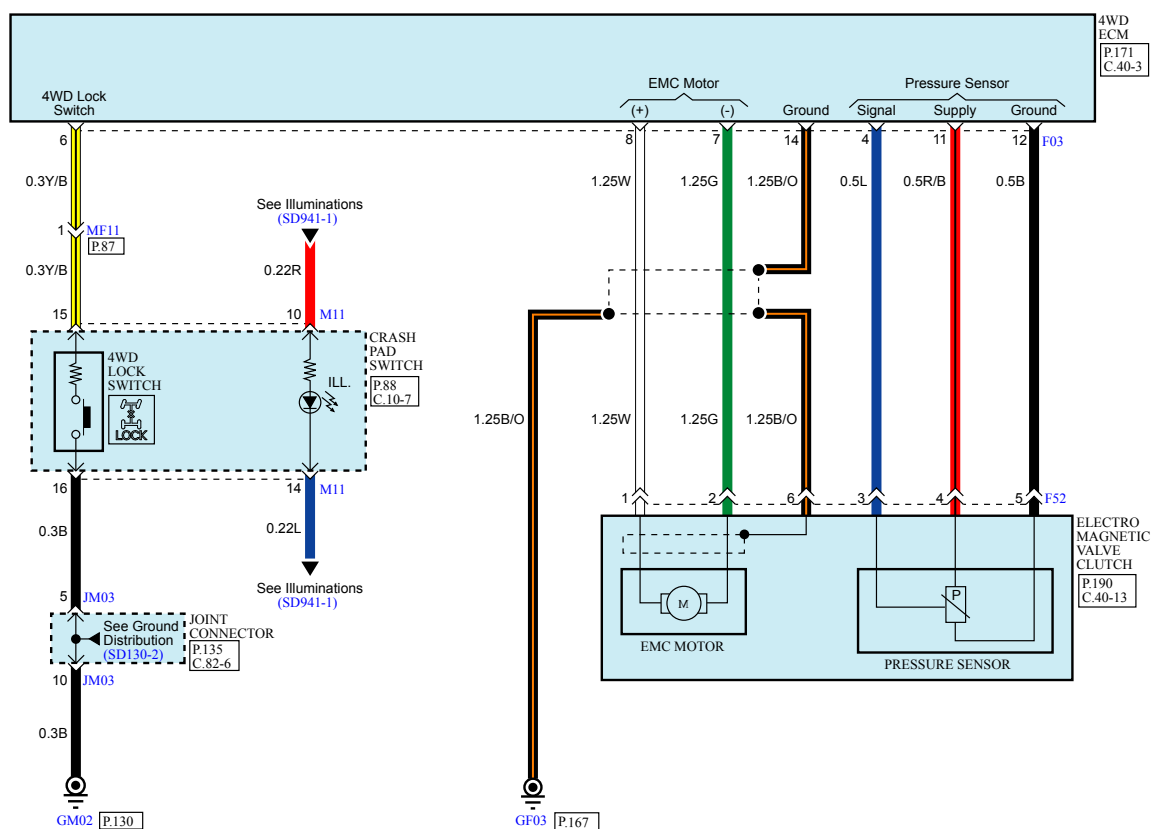 4WD
ECM
P.171
C.40-3
4WD Lock
Switch
EMC Motor
(+)
(-)
Ground
Pressure Sensor
Signal
Supply
Ground
6
8
7
14
4
11
12
F03
0.3Y/B
1.25W
1.25G
1.25B/O
0.5L
0.5R/B
0.5B
1
MF11
P.87
See Illuminations
(SD941-1)
0.3Y/B
0.22R
15
10
M11
CRASH
PAD
SWITCH
P.88
C.10-7
4WD
LOCK
SWITCH
LOCK
ILL.
1.25B/O
1.25W
1.25G
1.25B/O
16
14
M11
1
2
6
3
4
5
F52
0.3B
0.22L
ELECTRO
MAGNETIC
VALVE
CLUTCH
P.190
C.40-13
See Illuminations
(SD941-1)
5
JM03
See Ground
Distribution
(SD130-2)
JOINT
CONNECTOR
P.135
C.82-6
M
EMC MOTOR
P
PRESSURE SENSOR
10
JM03
0.3B
GM02
P.130
GF03
P.167